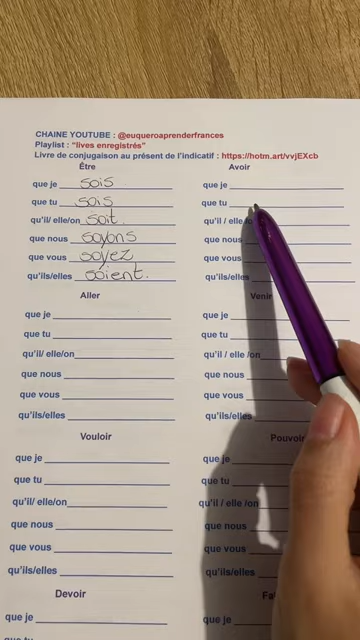 CHAINE YOUTUBE : @euqueroaprenderfrances
Playlist : "lives enregistrés"
Livre de conjugaison au présent de l'indicatif : https://hotm.art/vvjEXcb
Être
que je sois
que tu sois
qu'il/ elle/on soit
que nous soyons
que vous soyez
qu'ils/elles soient.
Avoir
que je
que tu
qu'il / elle
que nous
que vous
qu'ils/elles
Aller
que je
que tu
qu'il/ elle/on
que nous
que vous
qu'ils/elles
Venir
que je
que tu
qu'il / elle /on
que nous
que vous
qu'ils/elles
Vouloir
que je
que tu
qu'il/ elle/on
que nous
que vous
qu'ils/elles
Pouvoir
que je
que tu
qu'il / elle /on
que nous
que vous
qu'ils/elles
Devoir
que je
que je